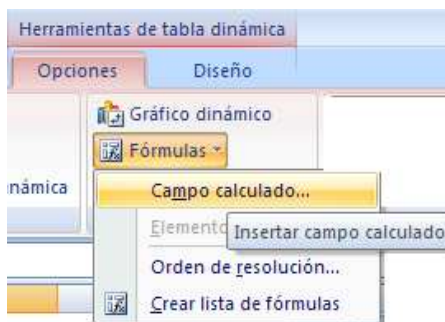 Herramientas de tabla dinámica
Opciones Diseño
Gráfico dinámico
Fórmulas
námica
Campo calculado...
Elemento
Insertar campo calculado
Orden de resolución...
Crear lista de fórmulas